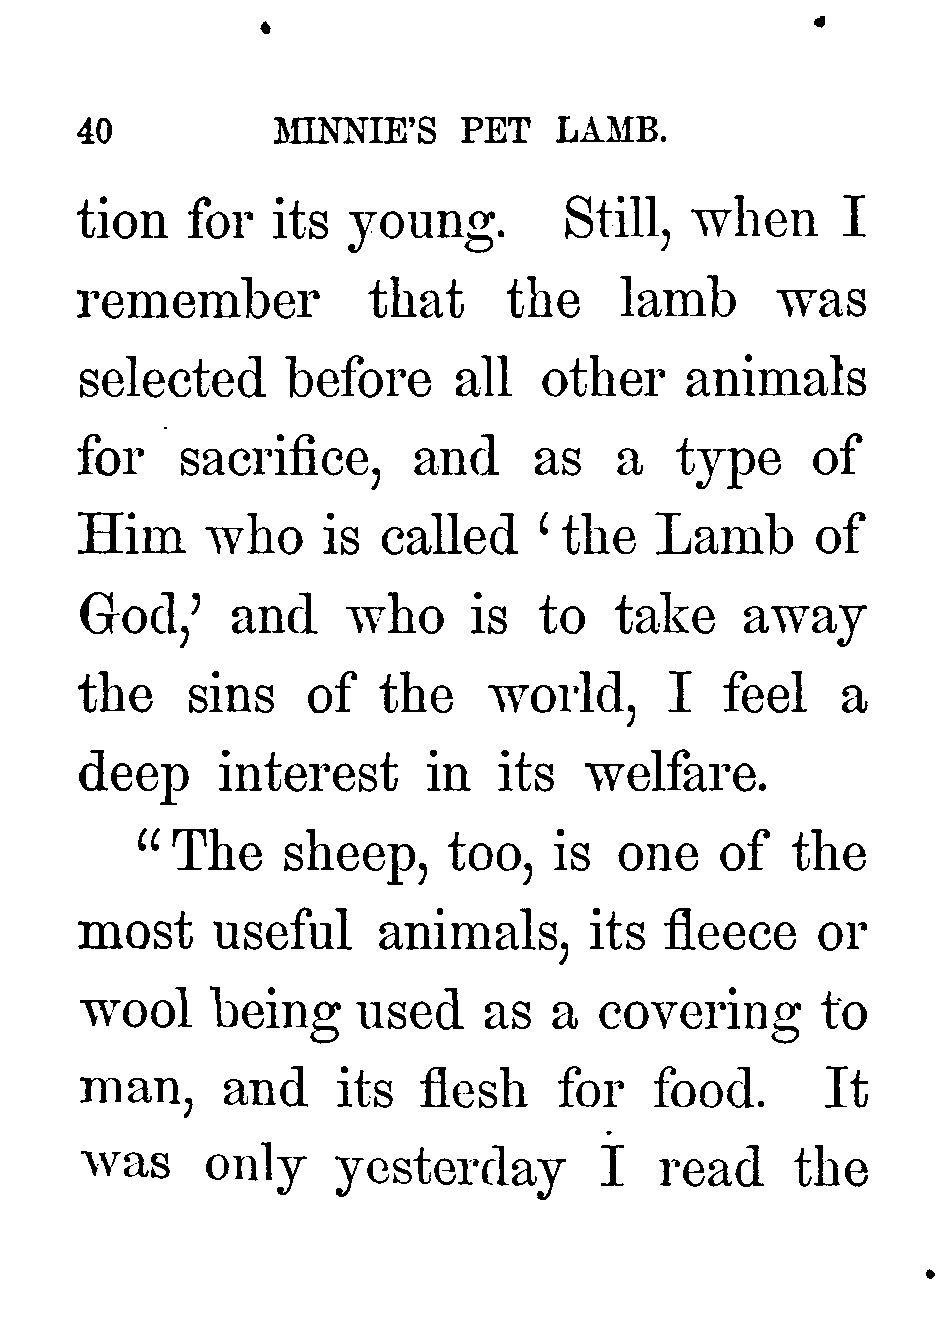 40 MINNIE'S PET LAMB.
tion for its young. Still, when I
remember that the lamb was
selected before all other animals
for sacrifice, and as a type of
Him who is called 'the Lamb of
God,' and who is to take away
the sins of the world, I feel a
deep interest in its welfare.
"The sheep, too, is one of the
most useful animals, its fleece or
wool being used as a covering to
man, and its flesh for food. It
was only yesterday I read the